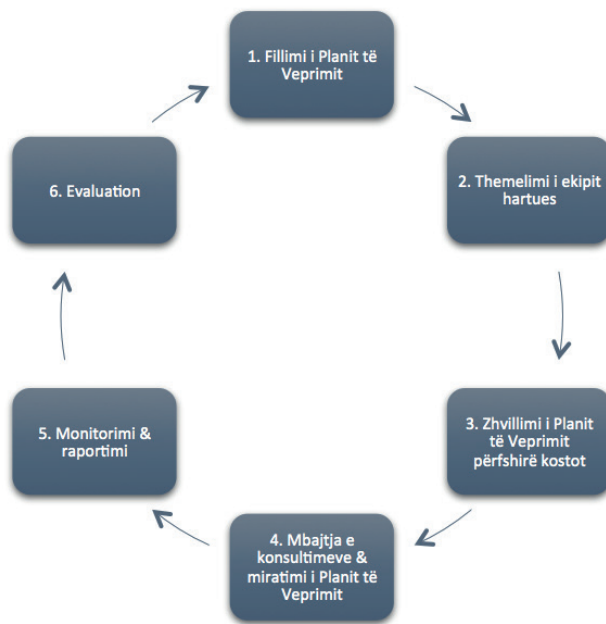 1. Fillimi i Planit të
Veprimit
2. Themelimi i ekipit
hartues
3. Zhvillimi i Planit
të Veprimit
përfshirë kostot
4. Mbajtja e
konsultimeve &
miratimi i Planit të
Veprimit
5. Monitorimi &
raportimi
6. Evaluation